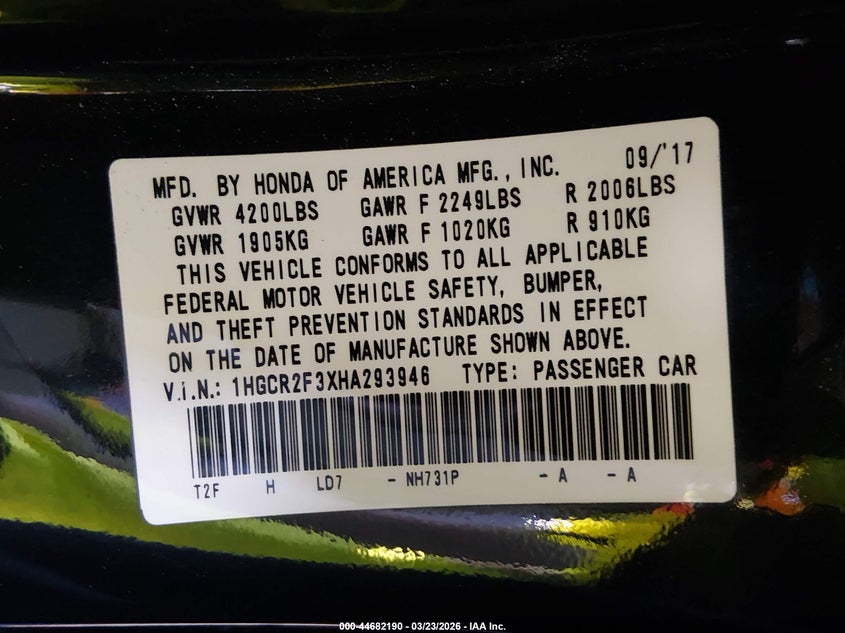 MFD. BY HONDA OF AMERICA MFG., INC. 09/'17
GVWR 4200LBS GAWR F 2249LBS R 2006LBS
GVWR 1905KG GAWR F 1020KG R 910KG
THIS VEHICLE CONFORMS TO ALL APPLICABLE
FEDERAL MOTOR VEHICLE SAFETY, BUMPER,
AND THEFT PREVENTION STANDARDS IN EFFECT
ON THE DATE OF MANUFACTURE SHOWN ABOVE.
V.i.N.: 1HGCR2F3XHA293946 TYPE: PASSENGER CAR
T2F H LD7 - NH731P - A - A
000-44682190 - 03/23/2026 - IAA Inc.